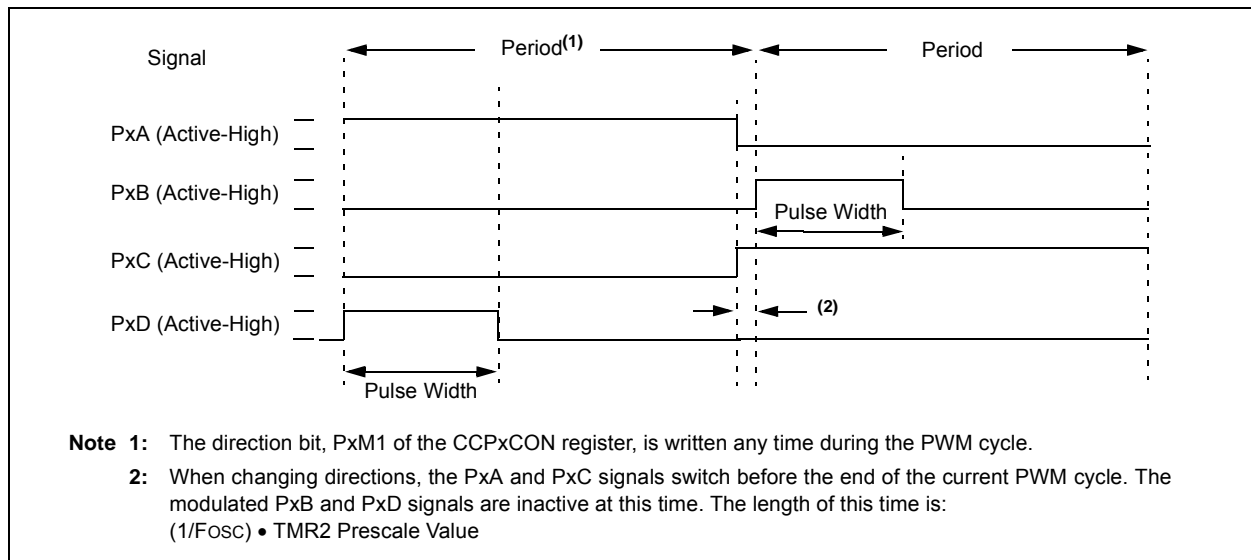 Signal
Period(1)
Period
PxA (Active-High)
PxB (Active-High)
Pulse Width
PxC (Active-High)
(2)
PxD (Active-High)
Pulse Width
Note 1: The direction bit, PxM1 of the CCPxCON register, is written any time during the PWM cycle.
2: When changing directions, the PxA and PxC signals switch before the end of the current PWM cycle. The
modulated PxB and PxD signals are inactive at this time. The length of this time is:
(1/FOSC) • TMR2 Prescale Value